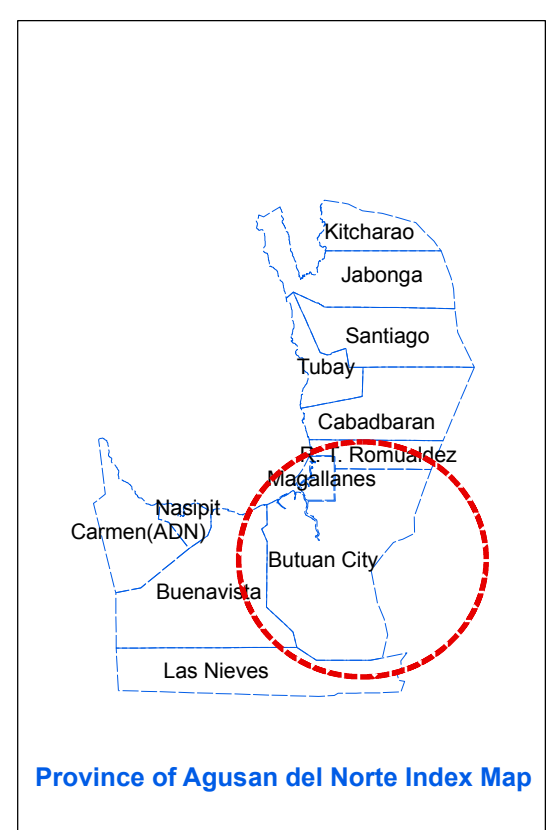 Kitcharao
Jabonga
Santiago
Tubay
Cabadbaran
R. T. Romualdez
Magallanes
Nasipit
Carmen(ADN)
Butuan City
Buenavista
Las Nieves
Province of Agusan del Norte Index Map